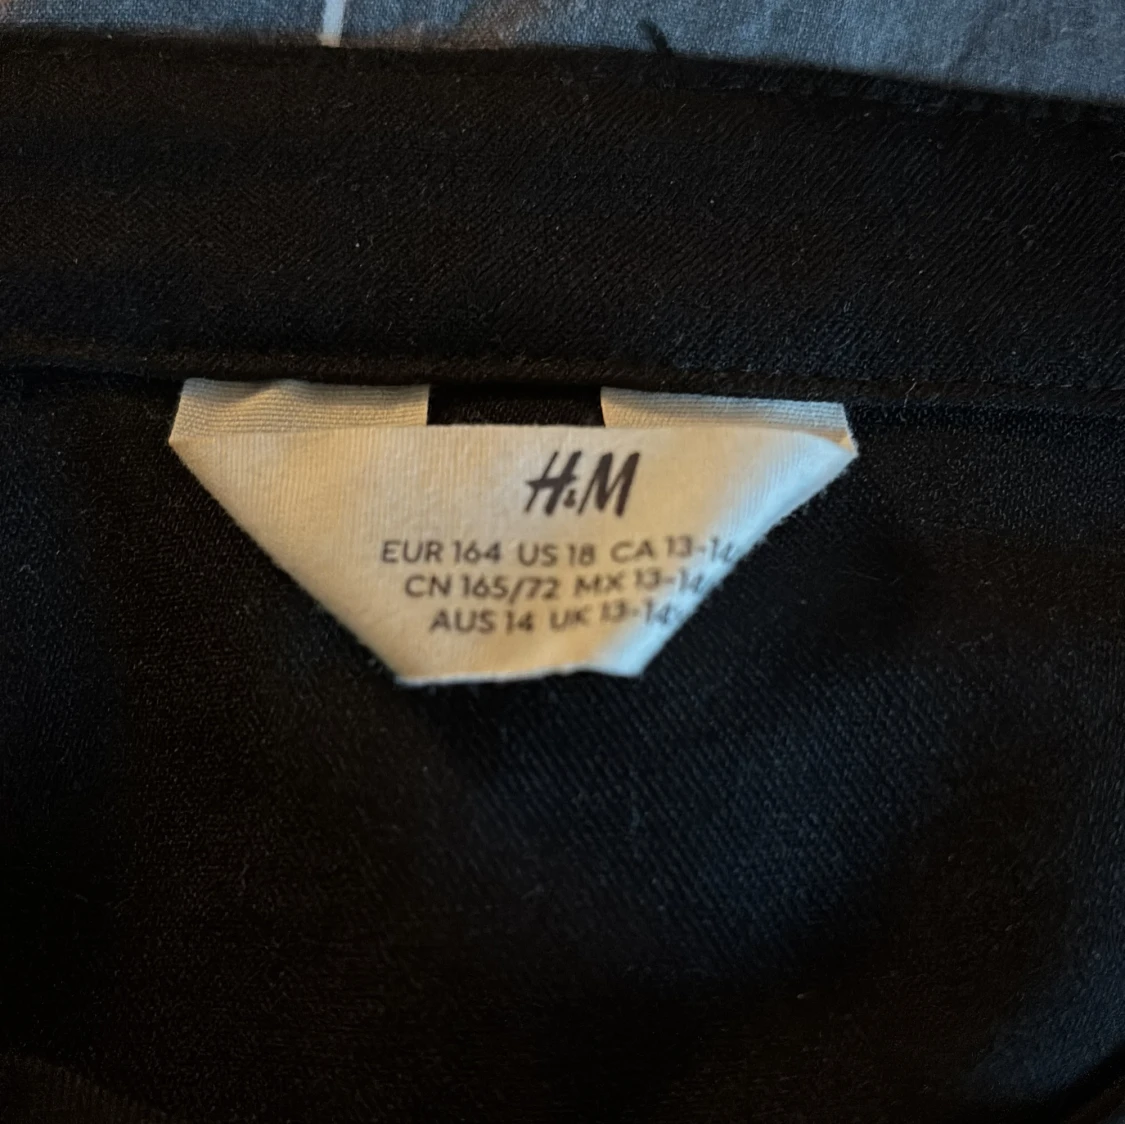 H&M
EUR 164 US 18 CA 13-14
CN 165/72 MX 13-14
AUS 14 UK 13-14